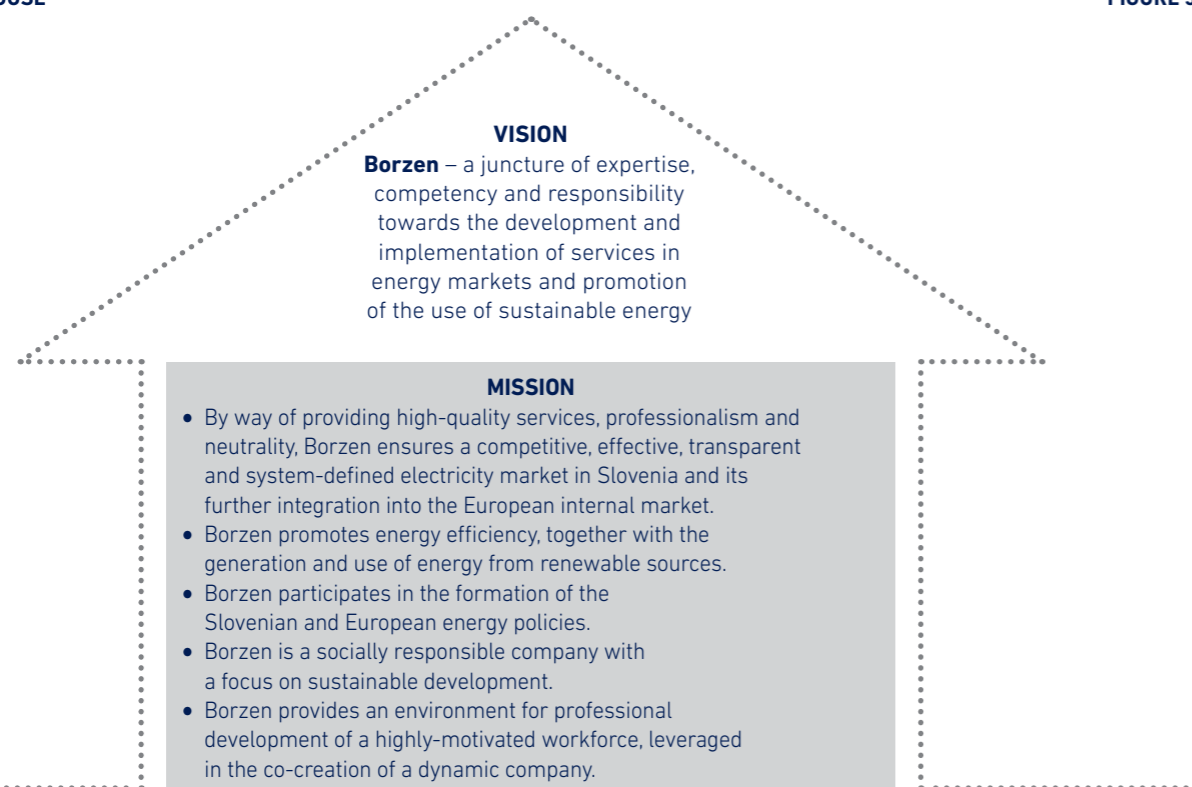 VISION
Borzen – a juncture of expertise,
competency and responsibility
towards the development and
implementation of services in
energy markets and promotion
of the use of sustainable energy
MISSION
• By way of providing high-quality services, professionalism and
neutrality, Borzen ensures a competitive, effective, transparent
and system-defined electricity market in Slovenia and its
further integration into the European internal market.
• Borzen promotes energy efficiency, together with the
generation and use of energy from renewable sources.
• Borzen participates in the formation of the
Slovenian and European energy policies.
• Borzen is a socially responsible company with
a focus on sustainable development.
• Borzen provides an environment for professional
development of a highly-motivated workforce, leveraged
in the co-creation of a dynamic company.